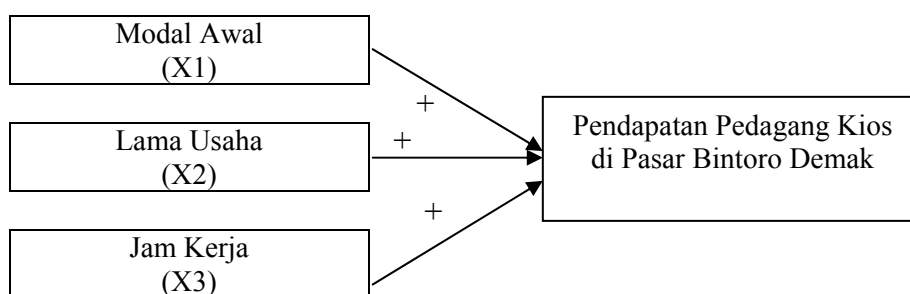 Modal Awal
(X1)
+
Lama Usaha
(X2)
+
Pendapatan Pedagang Kios
di Pasar Bintoro Demak
+
Jam Kerja
(X3)